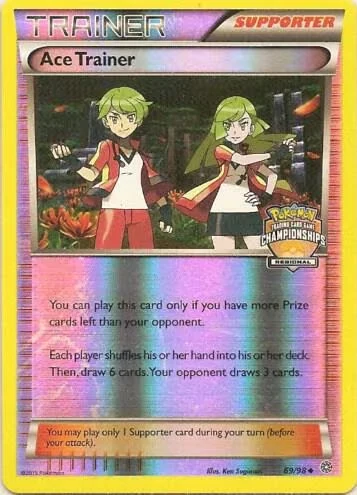 TRAINER
SUPPORTER
Ace Trainer
Pokémon
TRADING CARD GAME
CHAMPIONSHIPS
REGIONAL
You can play this card only if you have more Prize
cards left than your opponent.
Each player shuffles his or her hand into his or her deck.
Then, draw 6 cards. Your opponent draws 3 cards.
You may play only 1 Supporter card during your turn (before
your attack).
©2015 Pokémon
Illus. Ken Sugimori
69/98